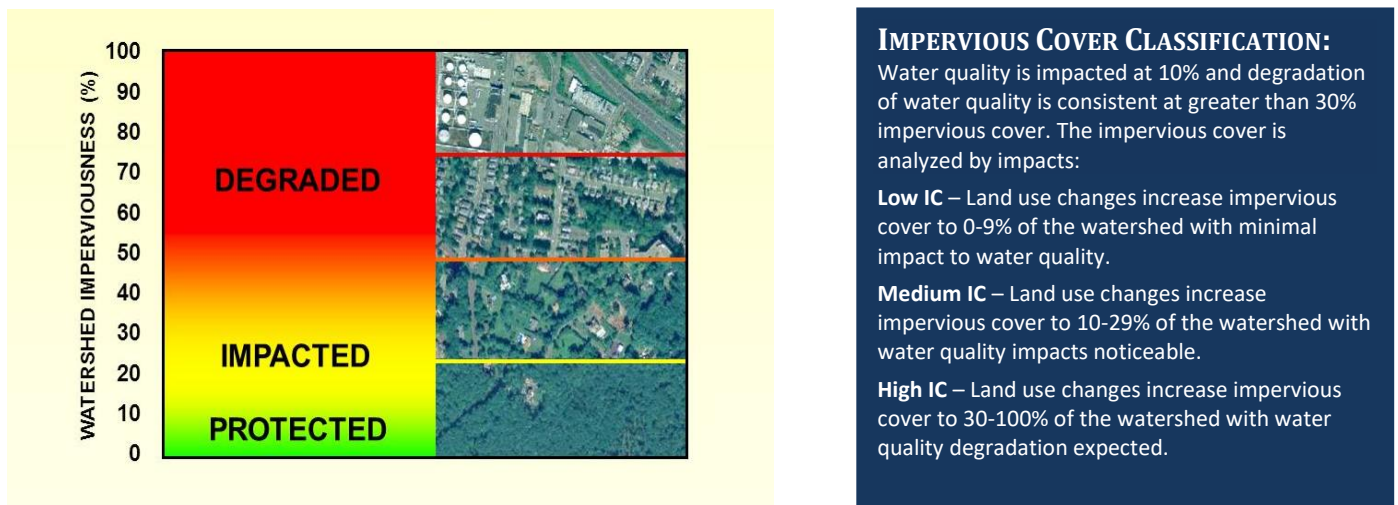 WATERSHED IMPERVIOUSNESS (%)
100
90
80
70
60
50
40
30
20
10
0
DEGRADED
IMPACTED
PROTECTED
IMPERVIOUS COVER CLASSIFICATION:
Water quality is impacted at 10% and degradation
of water quality is consistent at greater than 30%
impervious cover. The impervious cover is
analyzed by impacts:
Low IC – Land use changes increase impervious
cover to 0-9% of the watershed with minimal
impact to water quality.
Medium IC – Land use changes increase
impervious cover to 10-29% of the watershed with
water quality impacts noticeable.
High IC – Land use changes increase impervious
cover to 30-100% of the watershed with water
quality degradation expected.